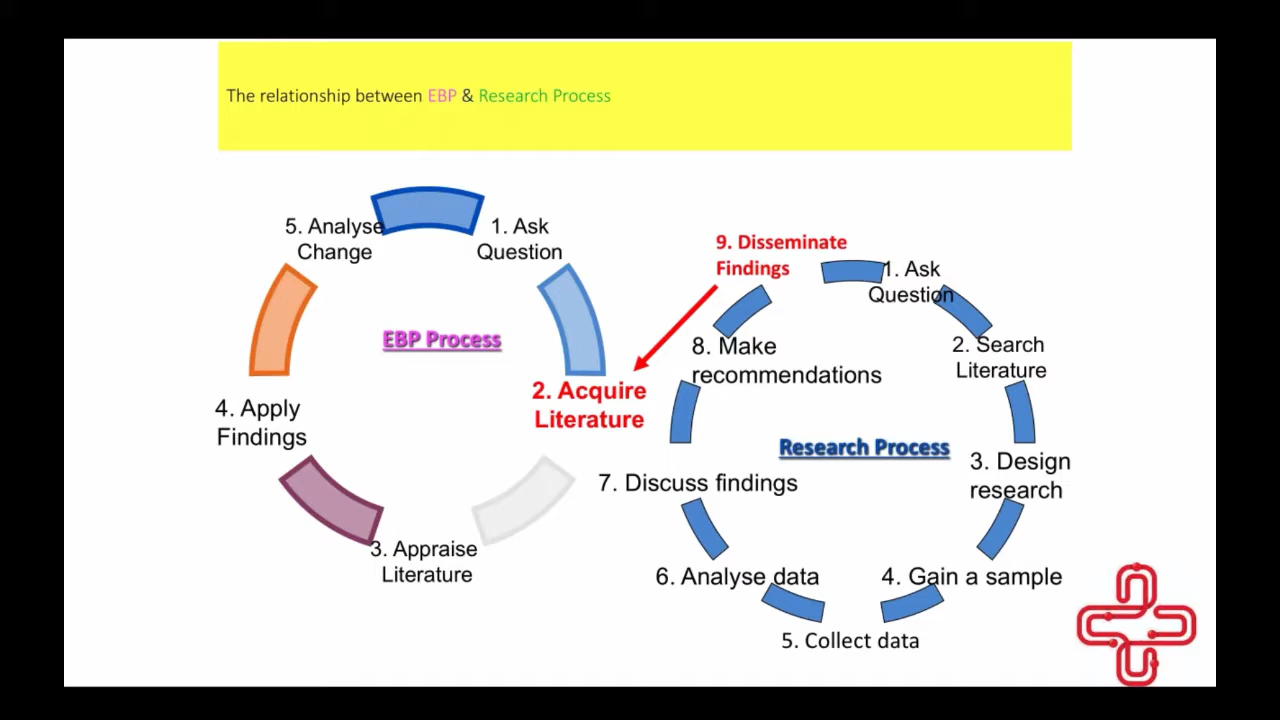 The relationship between EBP & Research Process
5. Analyse
Change
1. Ask
Question
EBP Process
2. Acquire
Literature
4. Apply
Findings
3. Appraise
Literature
9. Disseminate
Findings
1. Ask
Question
2. Search
Literature
8. Make
recommendations
Research Process
3. Design
research
7. Discuss findings
6. Analyse data
4. Gain a sample
5. Collect data